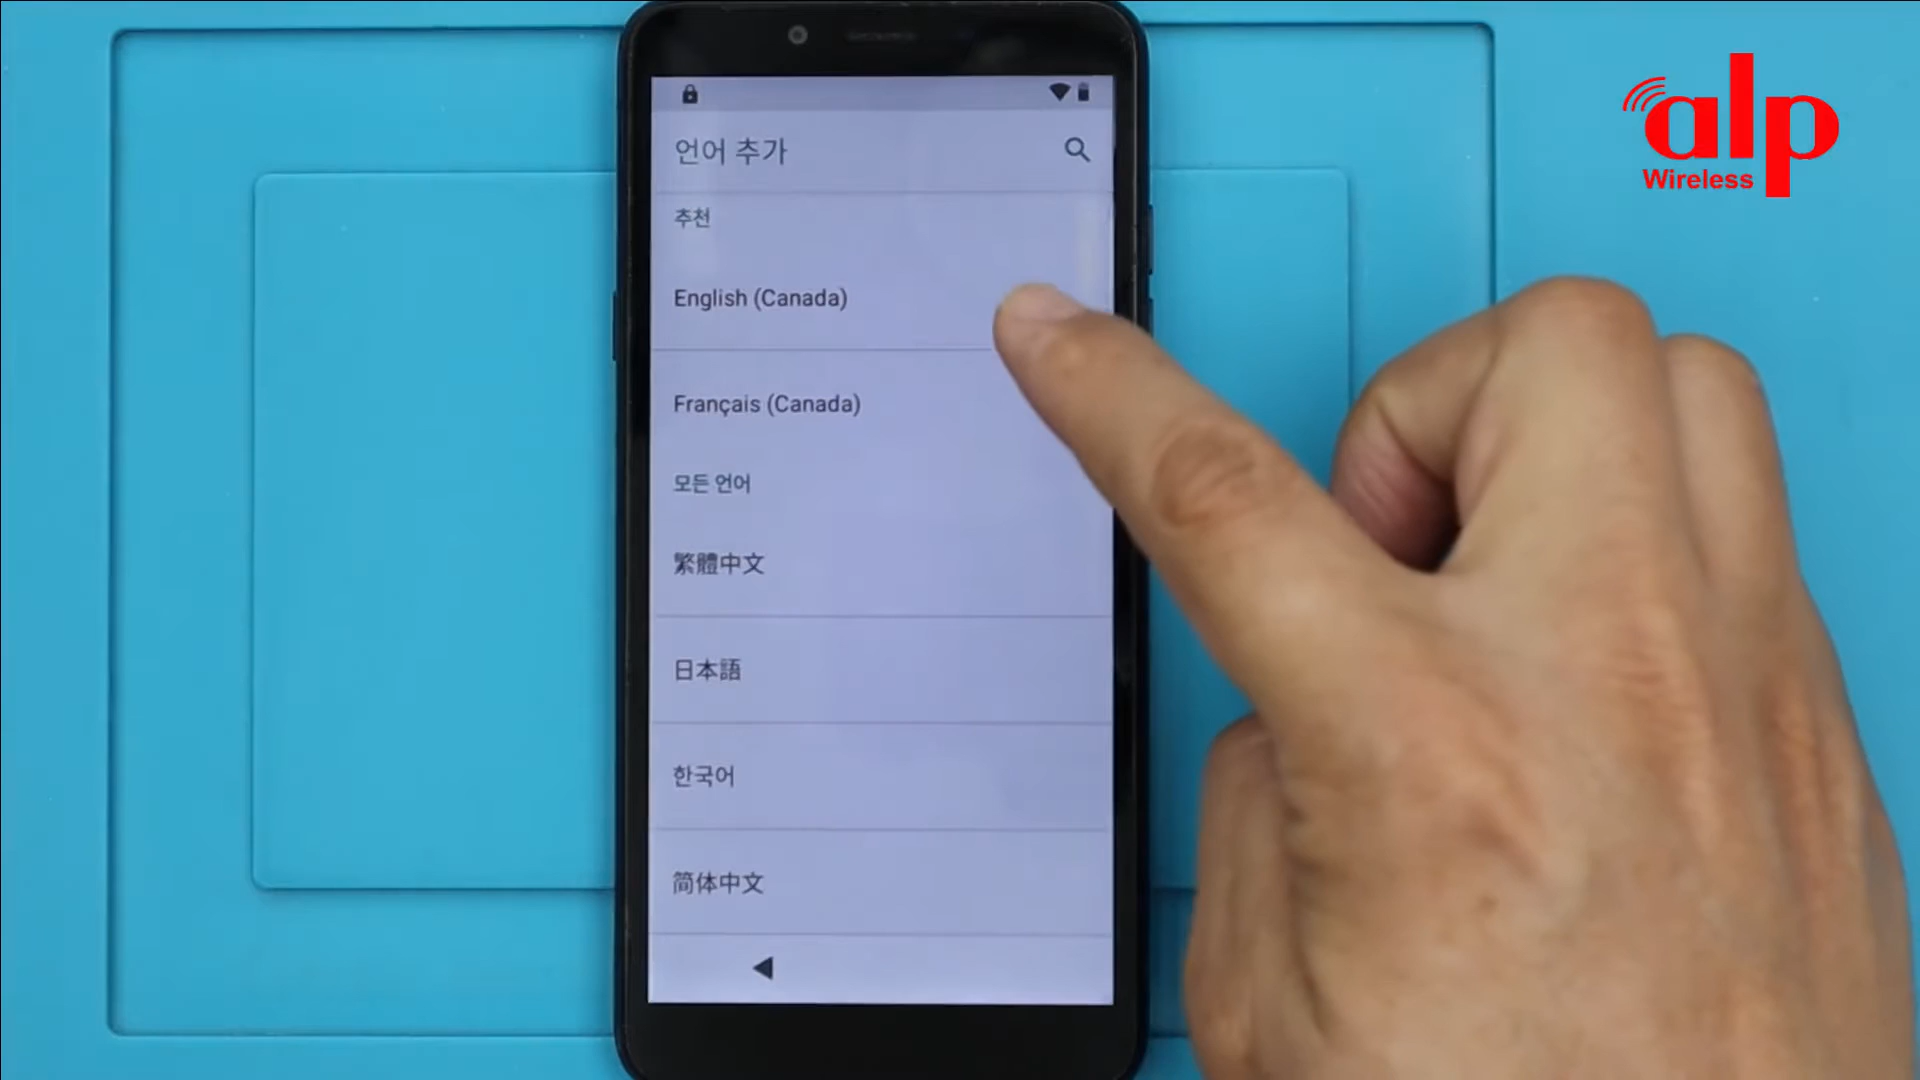 언어 추가
추천
English (Canada)
Français (Canada)
모든 언어
繁體中文
日本語
한국어
简体中文
alp
Wireless